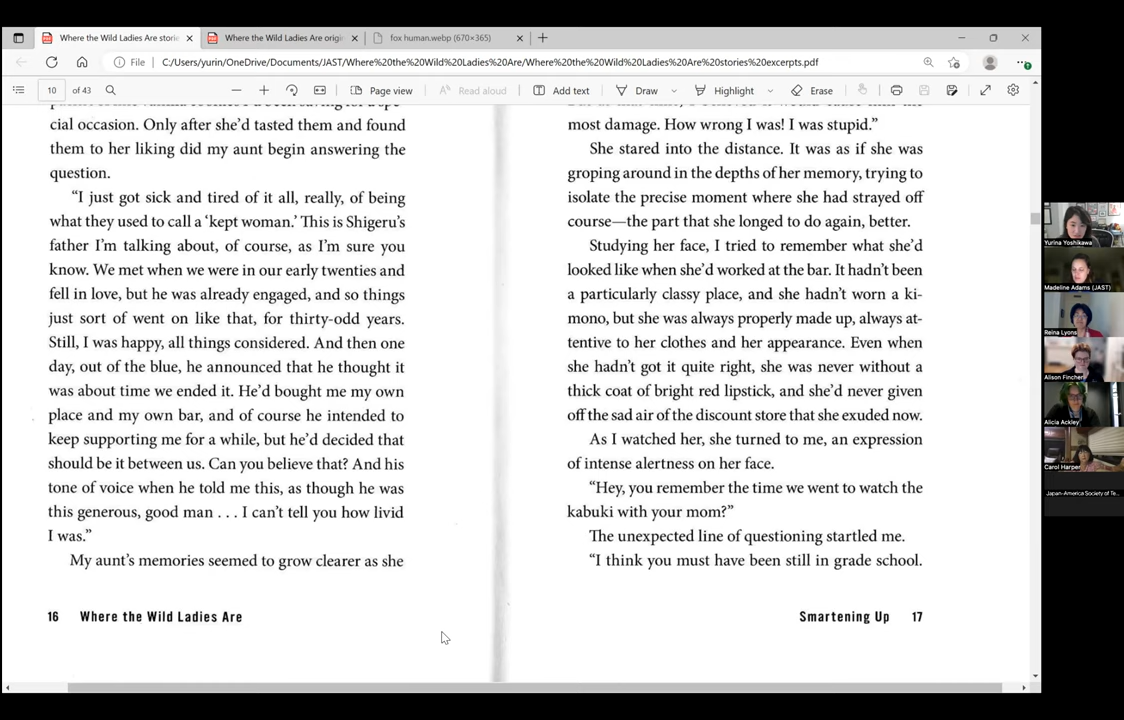 Where the Wild Ladies Are storie
Where the Wild Ladies Are origi
fox human.webp (670×365)
File
C:/Users/yurin/OneDrive/Documents/JAST/Where%20the%20Wild%20Ladies%20Are/Where%20the%20Wild%20Ladies%20Are%20stories%20excerpts.pdf
10 of 43
Page view
Read aloud
Add text
Draw
Highlight
Erase
cial occasion. Only after she'd tasted them and found
them to her liking did my aunt begin answering the
question.
“I just got sick and tired of it all, really, of being
what they used to call a ‘kept woman.’ This is Shigeru's
father I'm talking about, of course, as I'm sure you
know. We met when we were in our early twenties and
fell in love, but he was already engaged, and so things
just sort of went on like that, for thirty-odd years.
Still, I was happy, all things considered. And then one
day, out of the blue, he announced that he thought it
was about time we ended it. He'd bought me my own
place and my own bar, and of course he intended to
keep supporting me for a while, but he'd decided that
should be it between us. Can you believe that? And his
tone of voice when he told me this, as though he was
this generous, good man . . . I can't tell you how livid
I was.”
My aunt's memories seemed to grow clearer as she
16 Where the Wild Ladies Are
most damage. How wrong I was! I was stupid.”
She stared into the distance. It was as if she was
groping around in the depths of her memory, trying to
isolate the precise moment where she had strayed off
course—the part that she longed to do again, better.
Studying her face, I tried to remember what she'd
looked like when she'd worked at the bar. It hadn't been
a particularly classy place, and she hadn't worn a ki-
mono, but she was always properly made up, always at-
tentive to her clothes and her appearance. Even when
she hadn't got it quite right, she was never without a
thick coat of bright red lipstick, and she'd never given
off the sad air of the discount store that she exuded now.
As I watched her, she turned to me, an expression
of intense alertness on her face.
“Hey, you remember the time we went to watch the
kabuki with your mom?”
The unexpected line of questioning startled me.
“I think you must have been still in grade school.
Smartening Up 17
Yurina Yoshikawa
Madeline Adams (JAST)
Reina Lyons
Alison Fincher
Alicia Ackley
Carol Harper
Japan-America Society of Te...